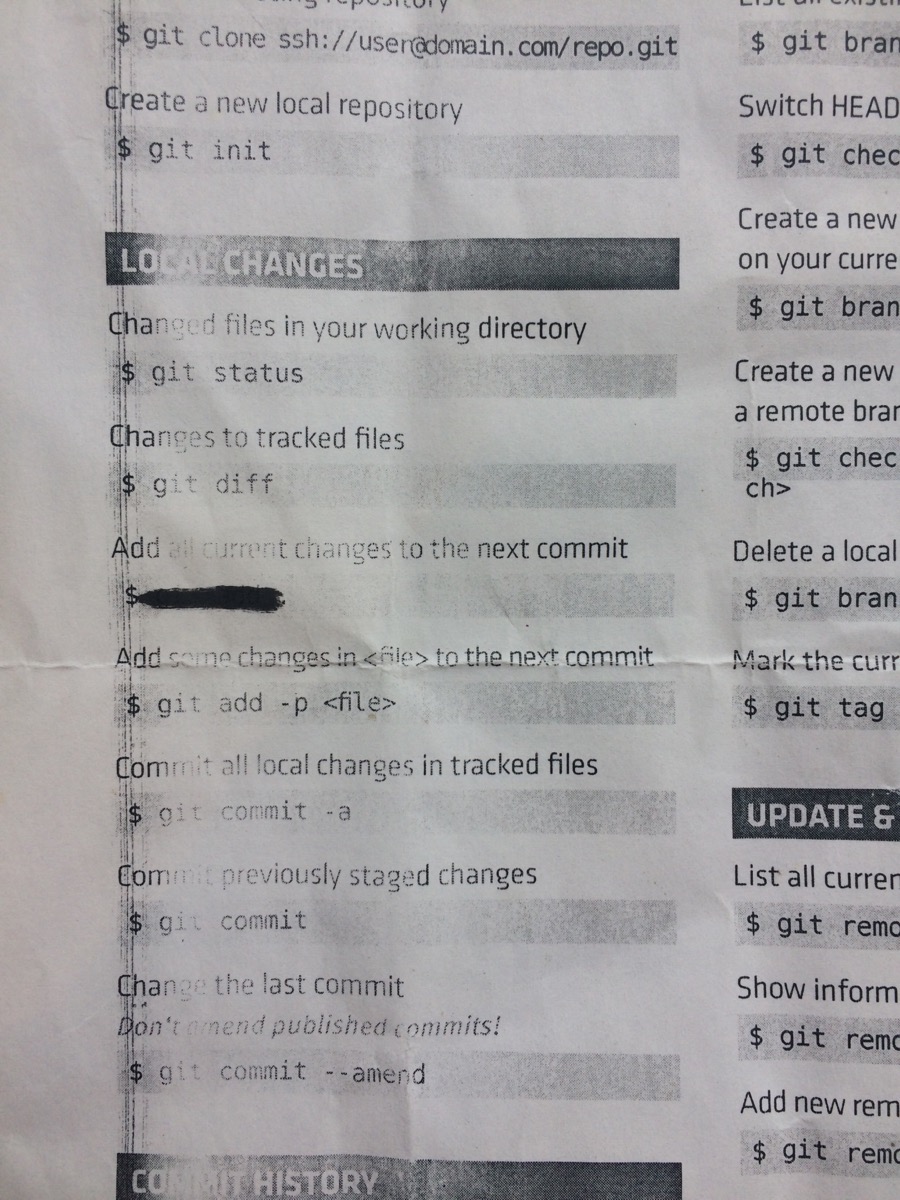 $ git clone ssh://user@domain.com/repo.git
Create a new local repository
$ git init
LOCAL CHANGES
Changed files in your working directory
$ git status
Changes to tracked files
$ git diff
Add all current changes to the next commit
$
Add some changes in <file> to the next commit
$ git add -p <file>
Commit all local changes in tracked files
$ git commit -a
Commit previously staged changes
$ git commit
Change the last commit
Don't amend published commits!
$ git commit --amend
COMMIT HISTORY
$ git bran
Switch HEAD
$ git chec
Create a new
on your curre
$ git bran
Create a new
a remote bran
$ git chec
ch>
Delete a local
$ git bran
Mark the curr
$ git tag
UPDATE &
List all curren
$ git remo
Show inform
$ git remo
Add new rem
$ git remo